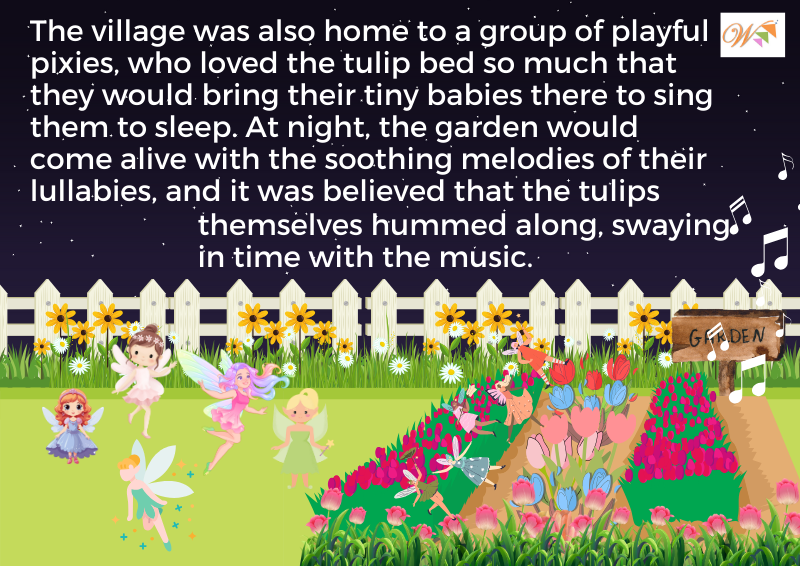 The village was also home to a group of playful
pixies, who loved the tulip bed so much that
they would bring their tiny babies there to sing
them to sleep. At night, the garden would
come alive with the soothing melodies of their
lullabies, and it was believed that the tulips
themselves hummed along, swaying
in time with the music.
W
GARDEN